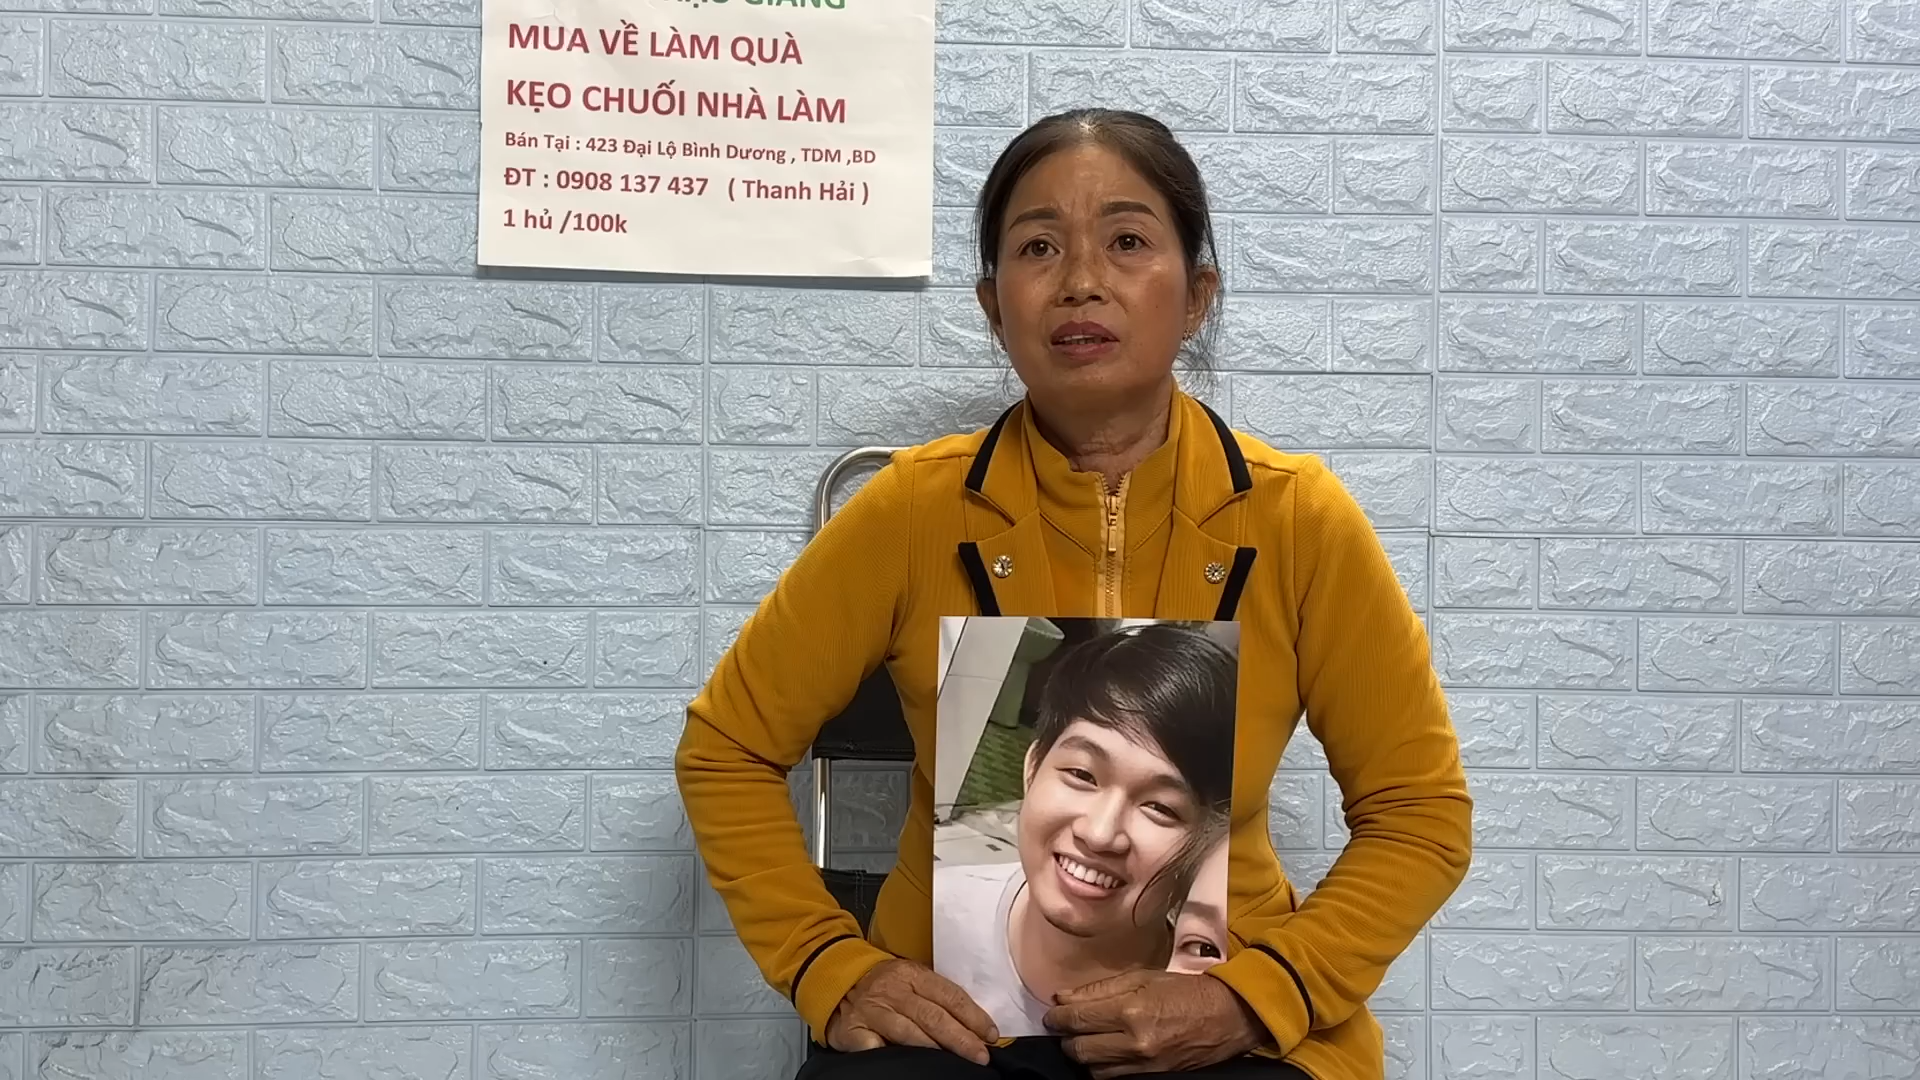 MUA VỀ LÀM QUÀ
KẸO CHUỐI NHÀ LÀM
Bán Tại : 423 Đại Lộ Bình Dương , TDM ,BD
ĐT : 0908 137 437 ( Thanh Hải )
1 hủ /100k